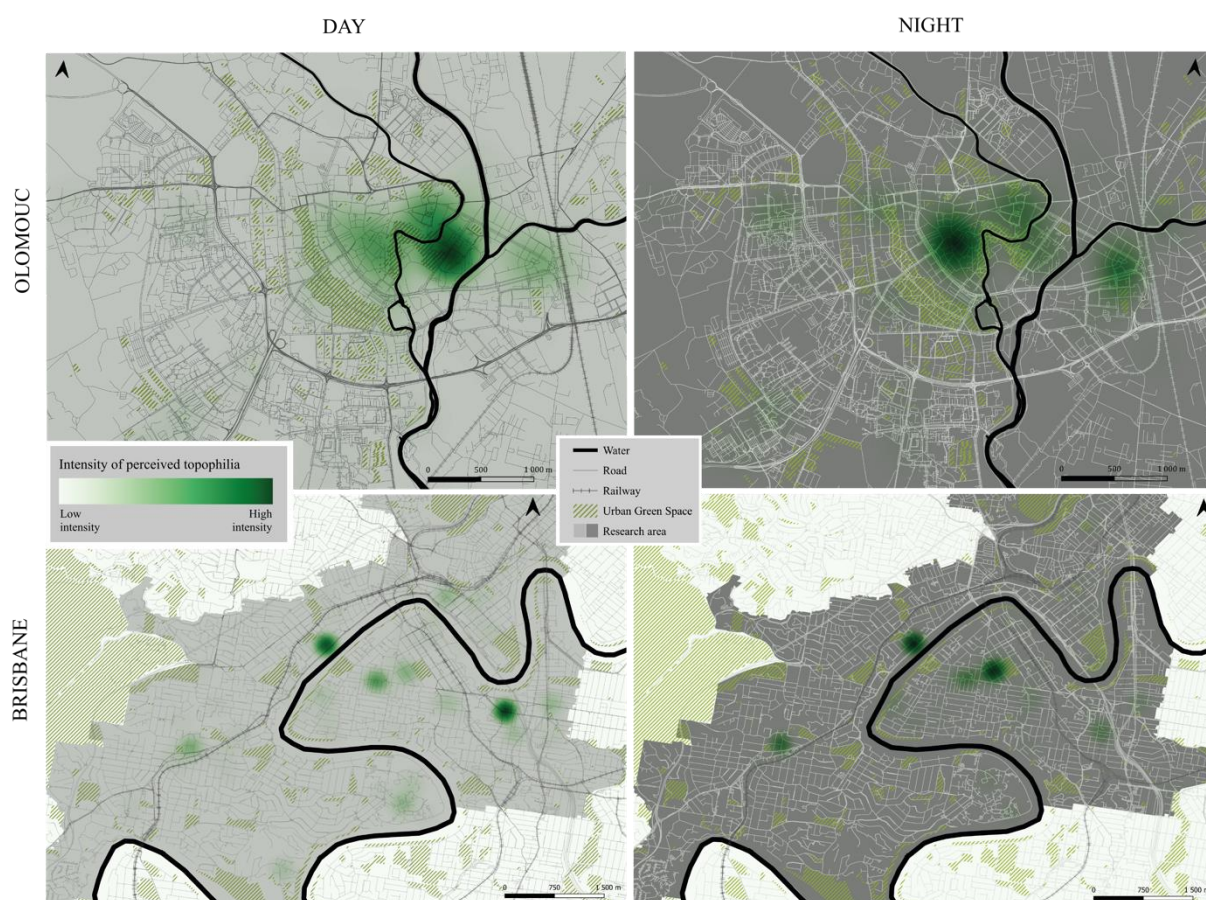 DAY
NIGHT
OLOMOUC
Intensity of perceived topophilia
Low
intensity
High
intensity
Water
Road
Railway
Urban Green Space
Research area
0 500 1 000 m
0 500 1 000 m
BRISBANE
0 750 1 500 m
0 750 1 500 m